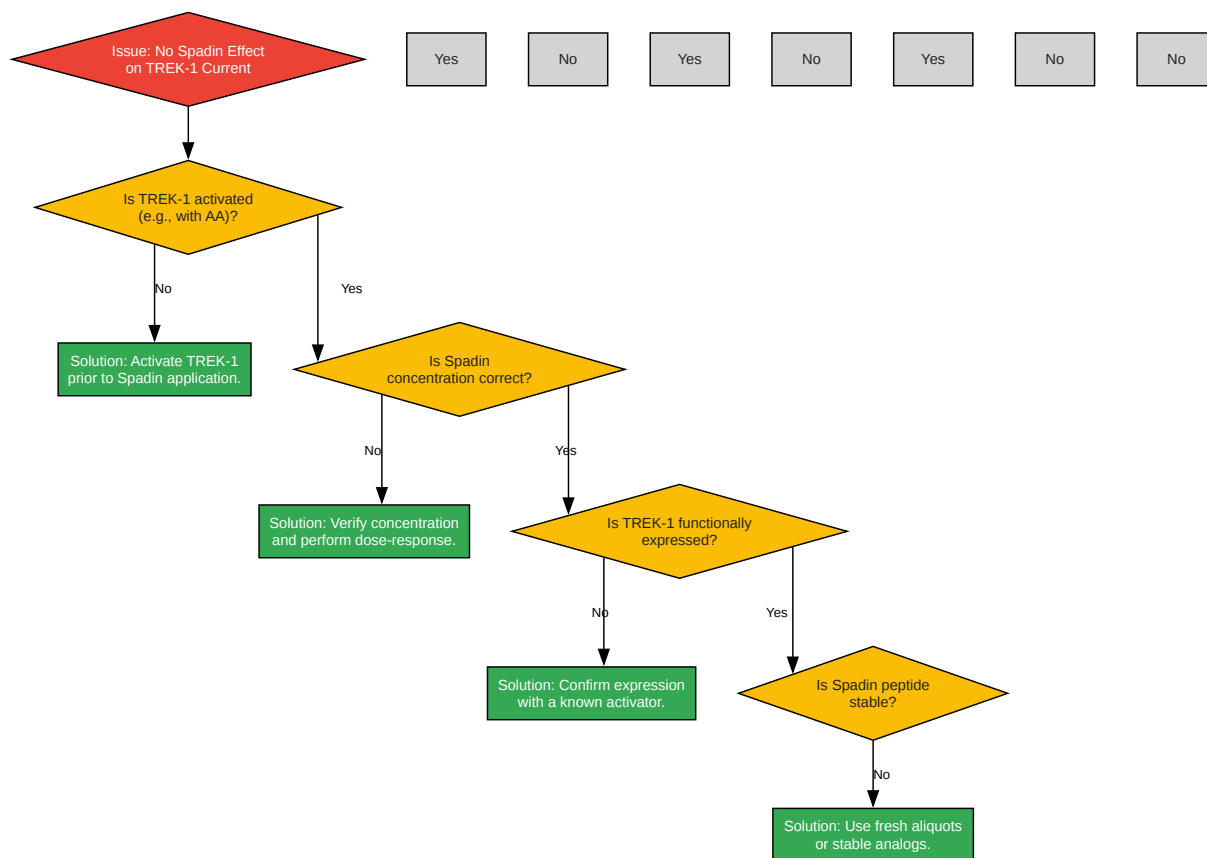 Issue: No Spadin Effect
on TREK-1 Current
Yes
No
Yes
No
Yes
No
No
Is TREK-1 activated
(e.g., with AA)?
No
Yes
Solution: Activate TREK-1
prior to Spadin application.
Is Spadin
concentration correct?
No
Yes
Solution: Verify concentration
and perform dose-response.
Is TREK-1 functionally
expressed?
No
Yes
Solution: Confirm expression
with a known activator.
Is Spadin peptide
stable?
No
Solution: Use fresh aliquots
or stable analogs.